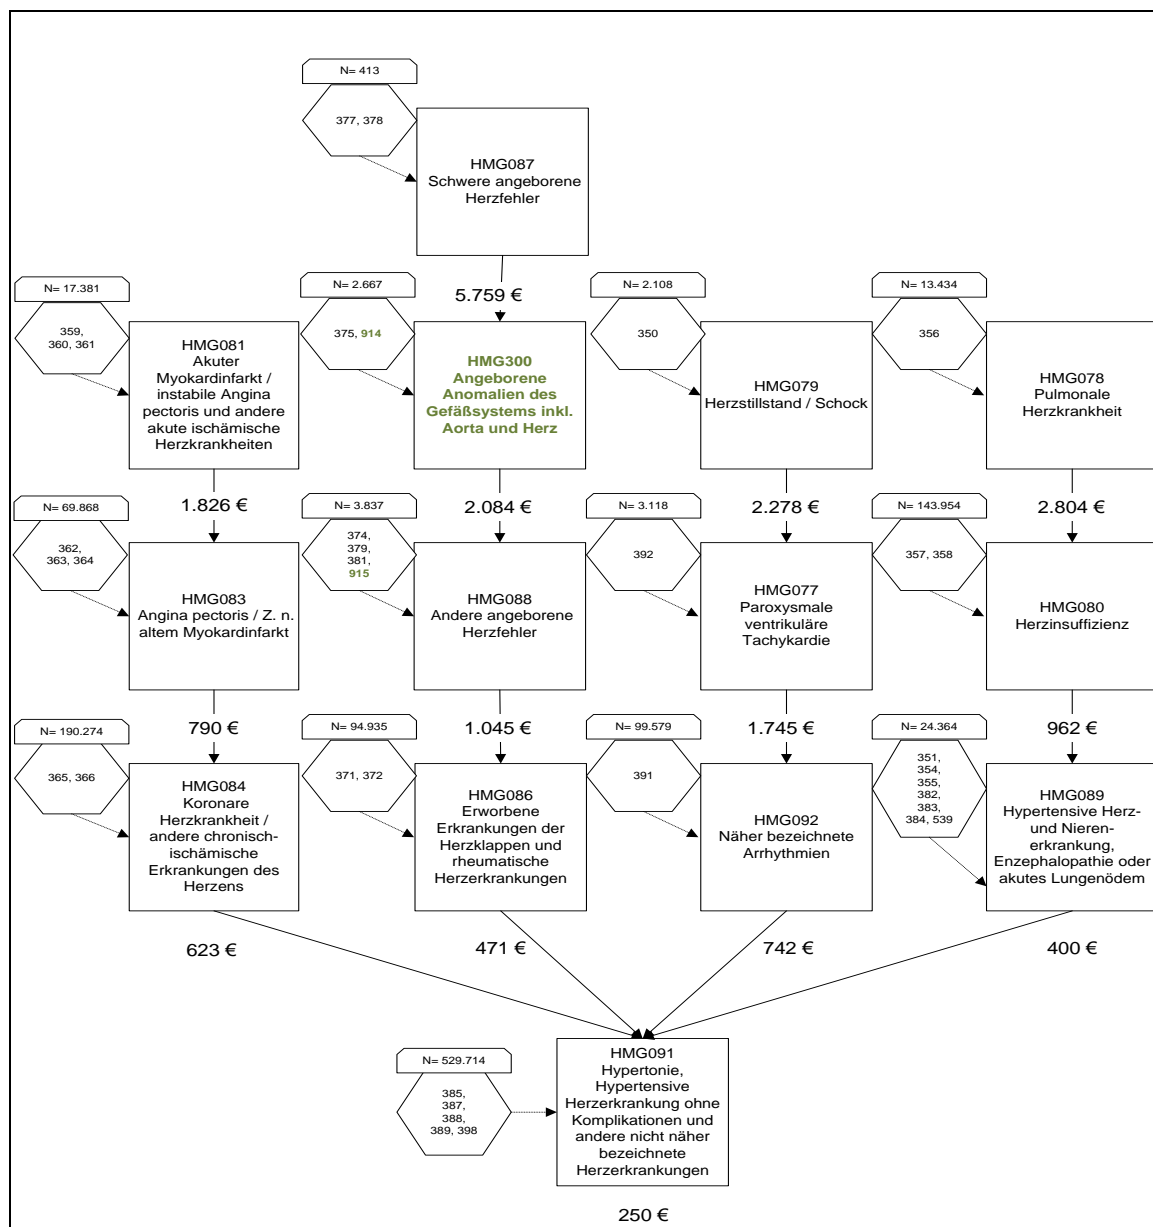 N= 413
377, 378
HMG087
Schwere angeborene
Herzfehler
5.759 €
N= 17.381
359,
360, 361
HMG081
Akuter
Myokardinfarkt /
instabile Angina
pectoris und andere
akute ischämische
Herzkrankheiten
1.826 €
N= 2.667
375, 914
HMG300
Angeborene
Anomalien des
Gefäßsystems inkl.
Aorta und Herz
2.084 €
N= 2.108
350
HMG079
Herzstillstand / Schock
2.278 €
N= 13.434
356
HMG078
Pulmonale
Herzkrankheit
2.804 €
N= 69.868
362,
363, 364
HMG083
Angina pectoris / Z. n.
altem Myokardinfarkt
790 €
N= 3.837
374,
379,
381,
915
HMG088
Andere angeborene
Herzfehler
1.045 €
N= 3.118
392
HMG077
Paroxysmale
ventrikuläre
Tachykardie
1.745 €
N= 143.954
357, 358
HMG080
Herzinsuffizienz
962 €
N= 190.274
365, 366
HMG084
Koronare
Herzkrankheit /
andere chronisch-
ischämische
Erkrankungen des
Herzens
623 €
N= 94.935
371, 372
HMG086
Erworbene
Erkrankungen der
Herzklappen und
rheumatische
Herzerkrankungen
471 €
N= 99.579
391
HMG092
Näher bezeichnete
Arrhythmien
742 €
N= 24.364
351,
354,
355,
382,
383,
384, 539
HMG089
Hypertensive Herz-
und Nieren-
erkrankung,
Enzephalopathie oder
akutes Lungenödem
400 €
N= 529.714
385,
387,
388,
389, 398
HMG091
Hypertonie,
Hypertensive
Herzerkrankung ohne
Komplikationen und
andere nicht näher
bezeichnete
Herzerkrankungen
250 €